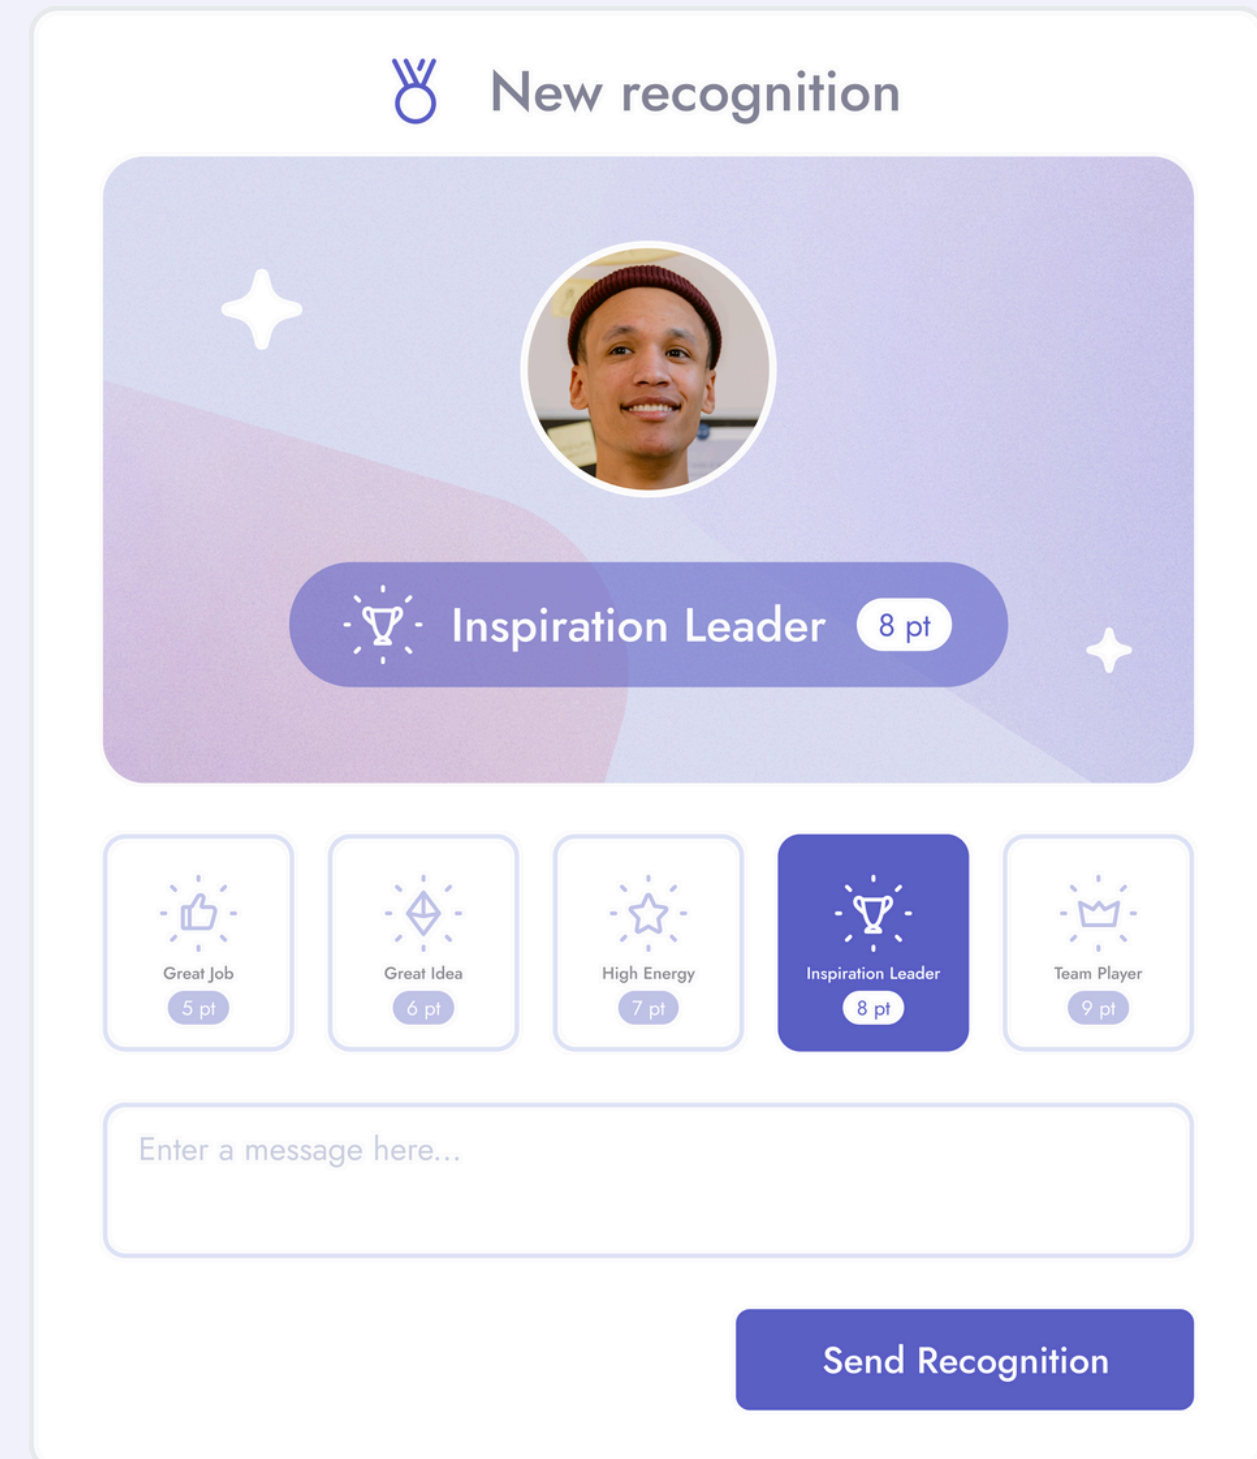 New recognition
Inspiration Leader 8 pt
Great Job
5 pt
Great Idea
6 pt
High Energy
7 pt
Inspiration Leader
8 pt
Team Player
9 pt
Enter a message here...
Send Recognition